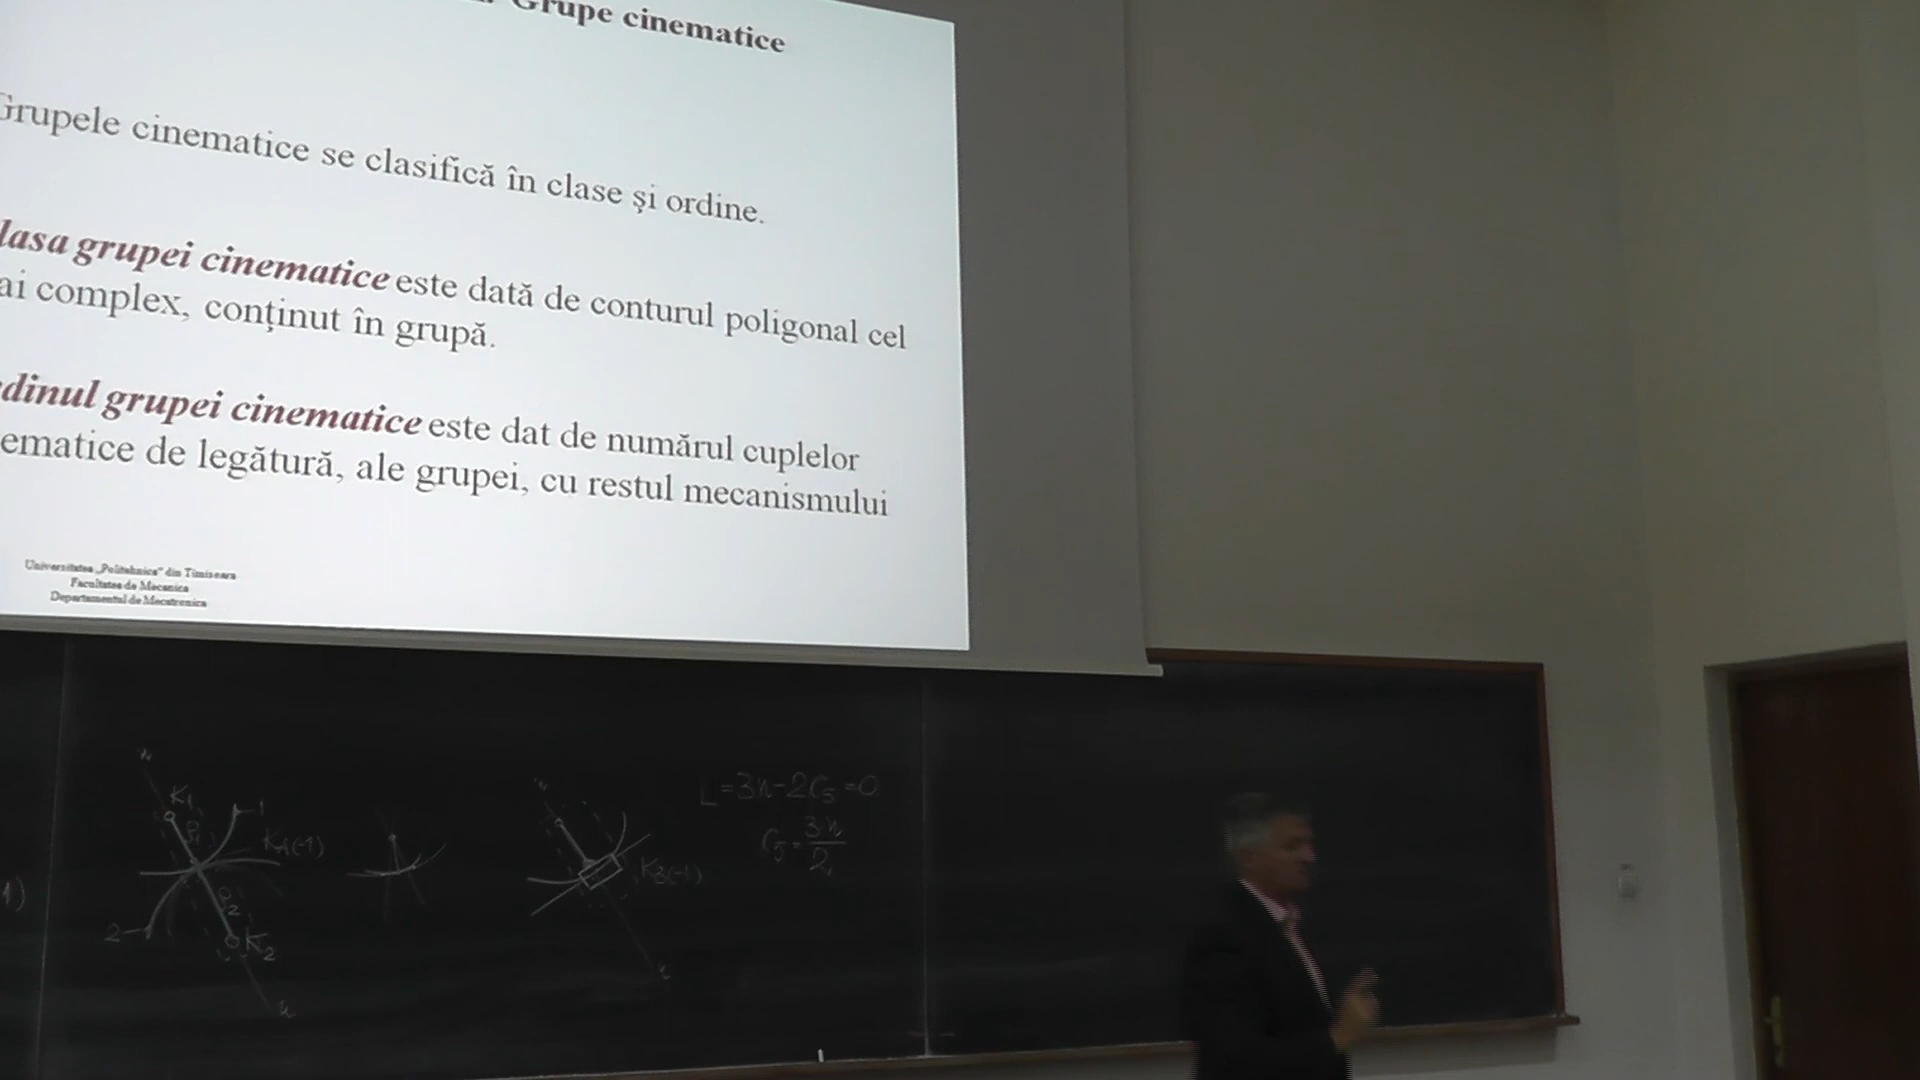 Grupe cinematice
Grupele cinematice se clasifică în clase şi ordine.
lasa grupei cinematice este dată de conturul poligonal cel
ai complex, conţinut în grupă.
dinul grupei cinematice este dat de numărul cuplelor
ematice de legătură, ale grupei, cu restul mecanismului
Universitatea „Politehnica” din Timisoara
Facultatea de Mecanica
Departamentul de Mecatronica
K₁
1
K₄(-1)
2
K₂
K₃(-1)
L=3n-2C₅=0
C₅=3n/2